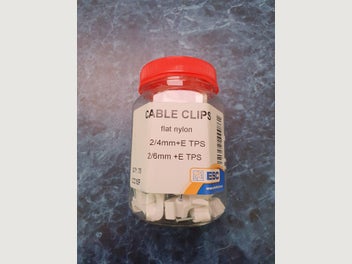 CABLE CLIPS
flat nylon
2/4mm+E TPS
2/6mm +E TPS
ESC